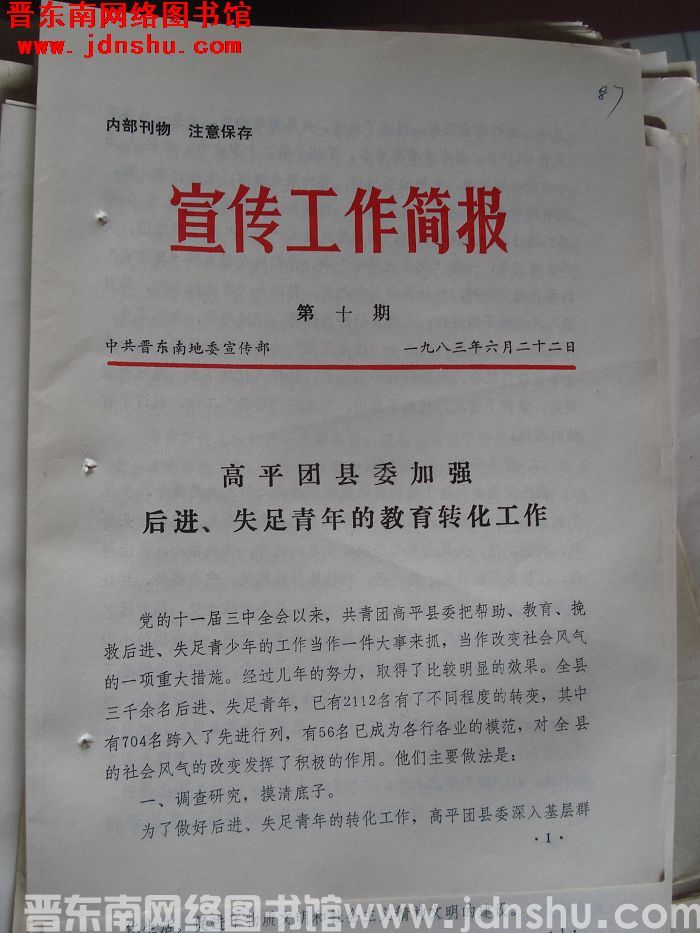 晋东南网络图书馆
www.jdnshu.com
87
内部刊物　注意保存
宣传工作简报
第十期
中共晋东南地委宣传部　一九八三年六月二十二日
高平团县委加强
后进、失足青年的教育转化工作
党的十一届三中全会以来，共青团高平县委把帮助、教育、挽
救后进、失足青少年的工作当作一件大事来抓，当作改变社会风气
的一项重大措施。经过儿年的努力，取得了比较明显的效果。全县
三千余名后进、失足青年，已有2112名有了不同程度的转变，其中
有704名跨入了先进行列，有56名已成为各行各业的模范，对全县
的社会风气的改变发挥了积极的作用。他们主要做法是：
一、调查研究，摸清底子。
为了做好后进、失足青年的转化工作，高平团县委深入基层群
·1·
晋东南网络图书馆 www.jdnshu.com